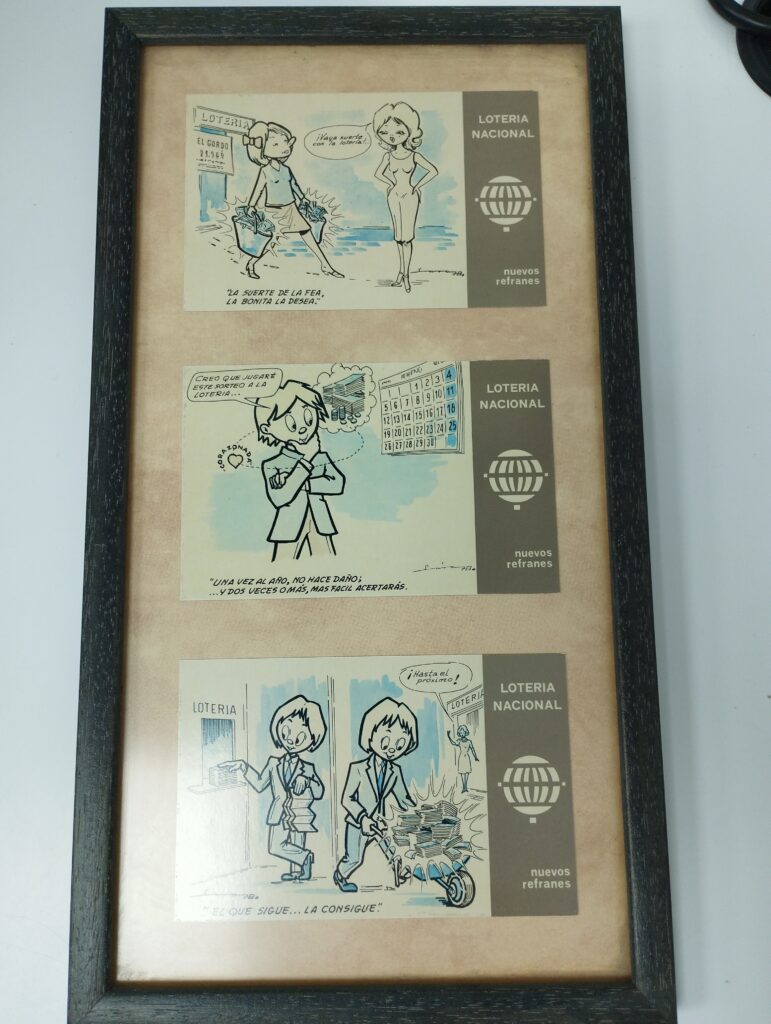 LOTERIA
EL GORDO
¡Vaya suerte
con la lotería!.
"LA SUERTE DE LA FEA,
LA BONITA LA DESEA."
LOTERIA
NACIONAL
nuevos
refranes
CREO QUE JUGARÉ
ESTE SORTEO A LA
LOTERIA...
CORAZONADA
1 2 3 4
5 6 7 8 9 10 11
12 13 14 15 16 17 18
19 20 21 22 23 24 25
26 27 28 29 30
"UNA VEZ AL AÑO, NO HACE DAÑO;
...Y DOS VECES O MÁS, MAS FACIL ACERTARÁS.
LOTERIA
NACIONAL
nuevos
refranes
LOTERIA
¡Hasta el
próximo!
LOTERIA
"EL QUE SIGUE... LA CONSIGUE."
LOTERIA
NACIONAL
nuevos
refranes